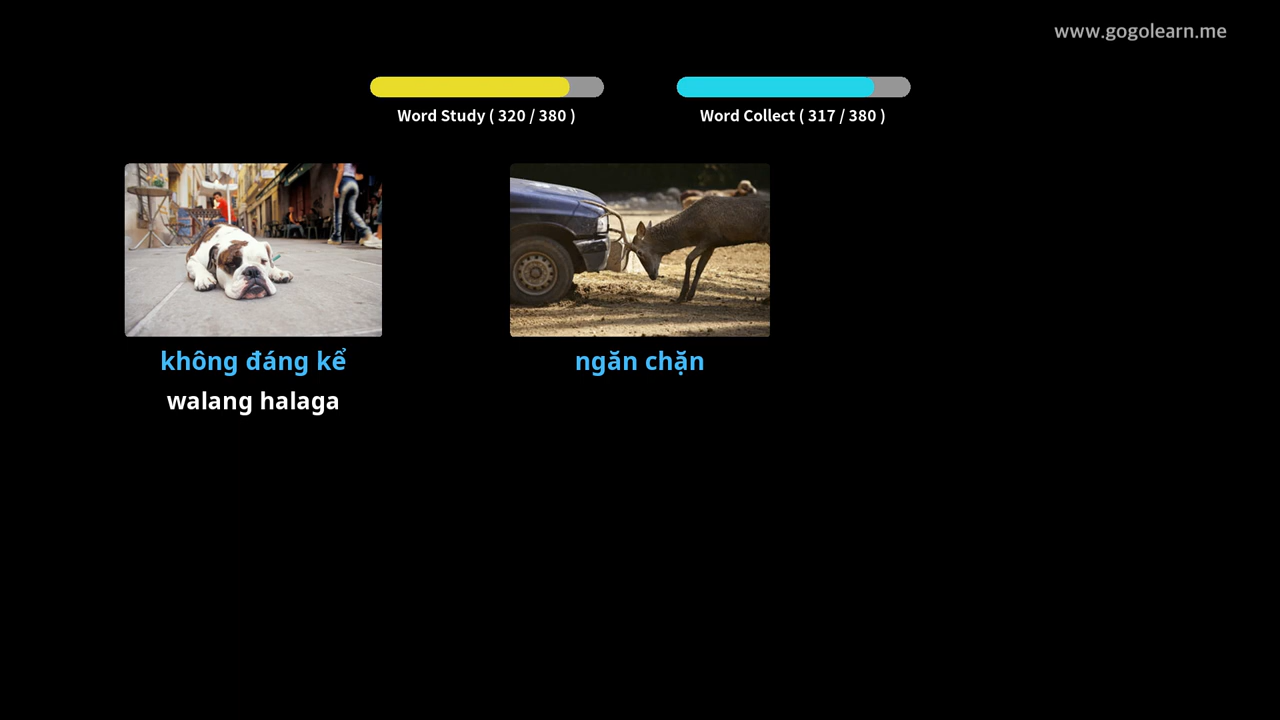 www.gogolearn.me
Word Study ( 320 / 380 )
Word Collect ( 317 / 380 )
không đáng kể
walang halaga
ngăn chặn